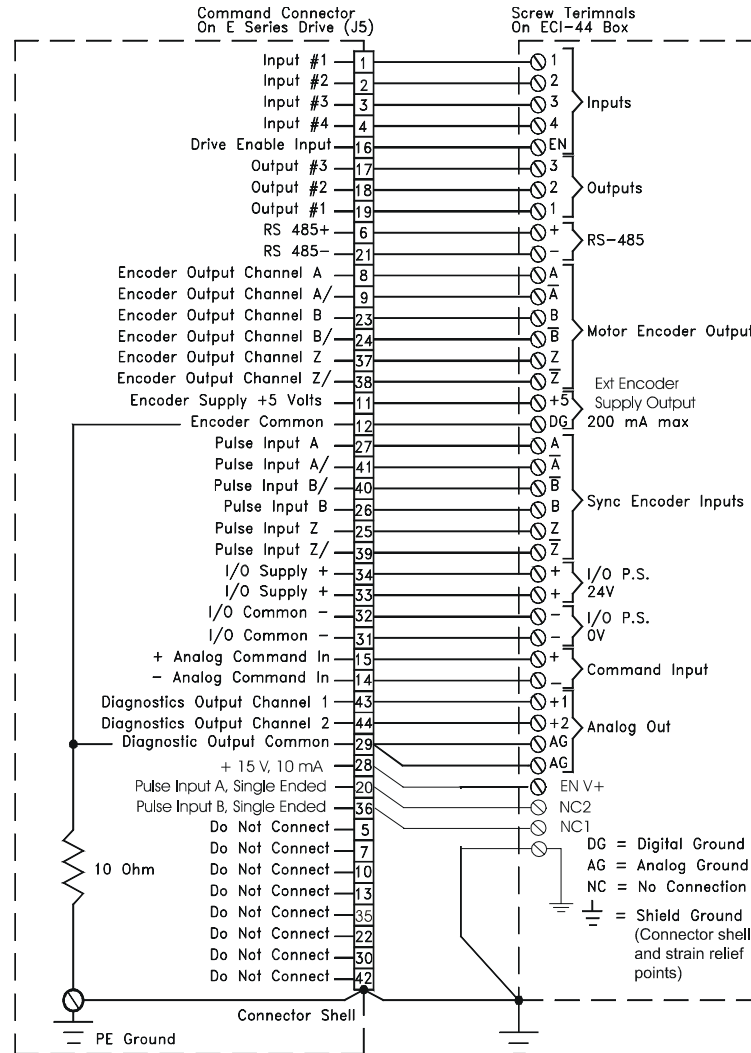 Command Connector
On E Series Drive (J5)
Screw Terimnals
On ECI-44 Box
Input #1 1 1
Input #2 2 2
Input #3 3 3
Input #4 4 4
Inputs
Drive Enable Input 16 EN
Output #3 17 3
Output #2 18 2
Output #1 19 1
Outputs
RS 485+ 6 +
RS 485- 21 -
RS-485
Encoder Output Channel A 8 A
Encoder Output Channel A/ 9 A̅
Encoder Output Channel B 23 B
Encoder Output Channel B/ 24 B̅
Encoder Output Channel Z 37 Z
Encoder Output Channel Z/ 38 Z̅
Motor Encoder Output
Encoder Supply +5 Volts 11 +5
Encoder Common 12 DG
Ext Encoder
Supply Output
200 mA max
Pulse Input A 27 A
Pulse Input A/ 41 A̅
Pulse Input B/ 40 B̅
Pulse Input B 26 B
Pulse Input Z 25 Z
Pulse Input Z/ 39 Z̅
Sync Encoder Inputs
I/O Supply + 34 +
I/O Supply + 33 +
I/O P.S.
24V
I/O Common - 32 -
I/O Common - 31 -
I/O P.S.
0V
+ Analog Command In 15 +
- Analog Command In 14 -
Command Input
Diagnostics Output Channel 1 43 +1
Diagnostics Output Channel 2 44 +2
Diagnostic Output Common 29 AG
AG
Analog Out
+ 15 V, 10 mA 28 EN V+
Pulse Input A, Single Ended 20 NC2
Pulse Input B, Single Ended 36 NC1
Do Not Connect 5
Do Not Connect 7
Do Not Connect 10
Do Not Connect 13
Do Not Connect 35
Do Not Connect 22
Do Not Connect 30
Do Not Connect 42
10 Ohm
DG = Digital Ground
AG = Analog Ground
NC = No Connection
= Shield Ground
(Connector shell
and strain relief
points)
Connector Shell
PE Ground